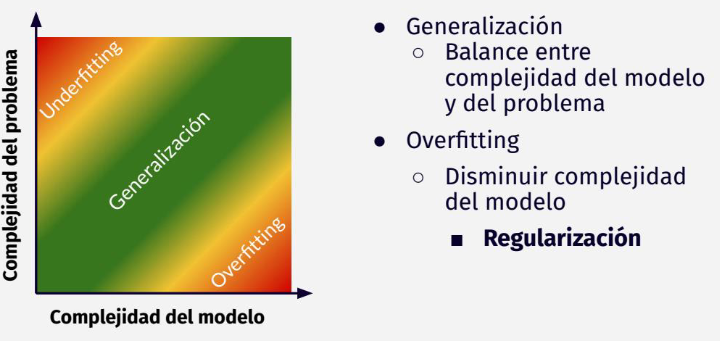 Complejidad del problema
Underfitting
Generalización
Overfitting
Complejidad del modelo
● Generalización
○ Balance entre
complejidad del modelo
y del problema
● Overfitting
○ Disminuir complejidad
del modelo
■ Regularización